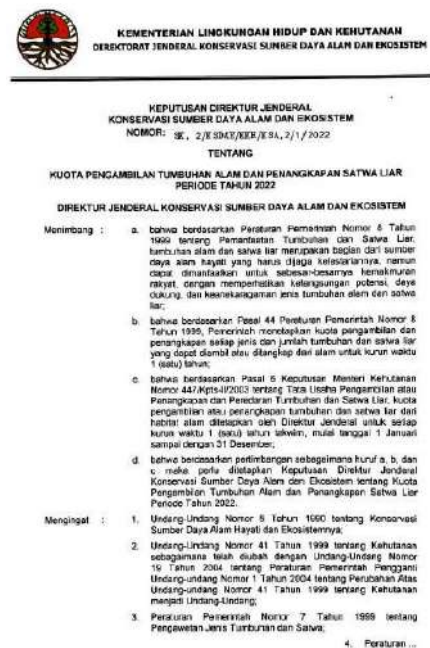 KEMENTERIAN LINGKUNGAN HIDUP DAN KEHUTANAN
DIREKTORAT JENDERAL KONSERVASI SUMBER DAYA ALAM DAN EKOSISTEM
KEPUTUSAN DIREKTUR JENDERAL
KONSERVASI SUMBER DAYA ALAM DAN EKOSISTEM
NOMOR: SK. 2/KSDAE/KKH/KSA.2/1/2022
TENTANG
KUOTA PENGAMBILAN TUMBUHAN ALAM DAN PENANGKAPAN SATWA LIAR
PERIODE TAHUN 2022
DIREKTUR JENDERAL KONSERVASI SUMBER DAYA ALAM DAN EKOSISTEM
Menimbang : a. bahwa berdasarkan Peraturan Pemerintah Nomor 8 Tahun
1999 tentang Pemanfaatan Tumbuhan dan Satwa Liar,
tumbuhan alam dan satwa liar merupakan bagian dari sumber
daya alam hayati yang harus dijaga kelestariannya, namun
dapat dimanfaatkan untuk sebesar-besarnya kemakmuran
rakyat, dengan memperhatikan kelangsungan potensi, daya
dukung, dan keanekaragaman jenis tumbuhan alam dan satwa
liar;
b. bahwa berdasarkan Pasal 44 Peraturan Pemerintah Nomor 8
Tahun 1999, Pemerintah menetapkan kuota pengambilan dan
penangkapan setiap jenis dan jumlah tumbuhan dan satwa liar
yang dapat diambil atau ditangkap dari alam untuk kurun waktu
1 (satu) tahun;
c. bahwa berdasarkan Pasal 6 Keputusan Menteri Kehutanan
Nomor 447/Kpts-II/2003 tentang Tata Usaha Pengambilan atau
Penangkapan dan Peredaran Tumbuhan dan Satwa Liar, kuota
pengambilan atau penangkapan tumbuhan dan satwa liar dari
habitat alam ditetapkan oleh Direktur Jenderal untuk setiap
kurun waktu 1 (satu) tahun takwim, mulai tanggal 1 Januari
sampai dengan 31 Desember;
d. bahwa berdasarkan pertimbangan sebagaimana huruf a, b, dan
c maka perlu ditetapkan Keputusan Direktur Jenderal
Konservasi Sumber Daya Alam dan Ekosistem tentang Kuota
Pengambilan Tumbuhan Alam dan Penangkapan Satwa Liar
Periode Tahun 2022.
Mengingat : 1. Undang-Undang Nomor 5 Tahun 1990 tentang Konservasi
Sumber Daya Alam Hayati dan Ekosistemnya;
2. Undang-Undang Nomor 41 Tahun 1999 tentang Kehutanan
sebagaimana telah diubah dengan Undang-Undang Nomor
19 Tahun 2004 tentang Peraturan Pemerintah Pengganti
Undang-undang Nomor 1 Tahun 2004 tentang Perubahan Atas
Undang-undang Nomor 41 Tahun 1999 tentang Kehutanan
menjadi Undang-Undang;
3. Peraturan Pemerintah Nomor 7 Tahun 1999 tentang
Pengawetan Jenis Tumbuhan dan Satwa;
4. Peraturan ...